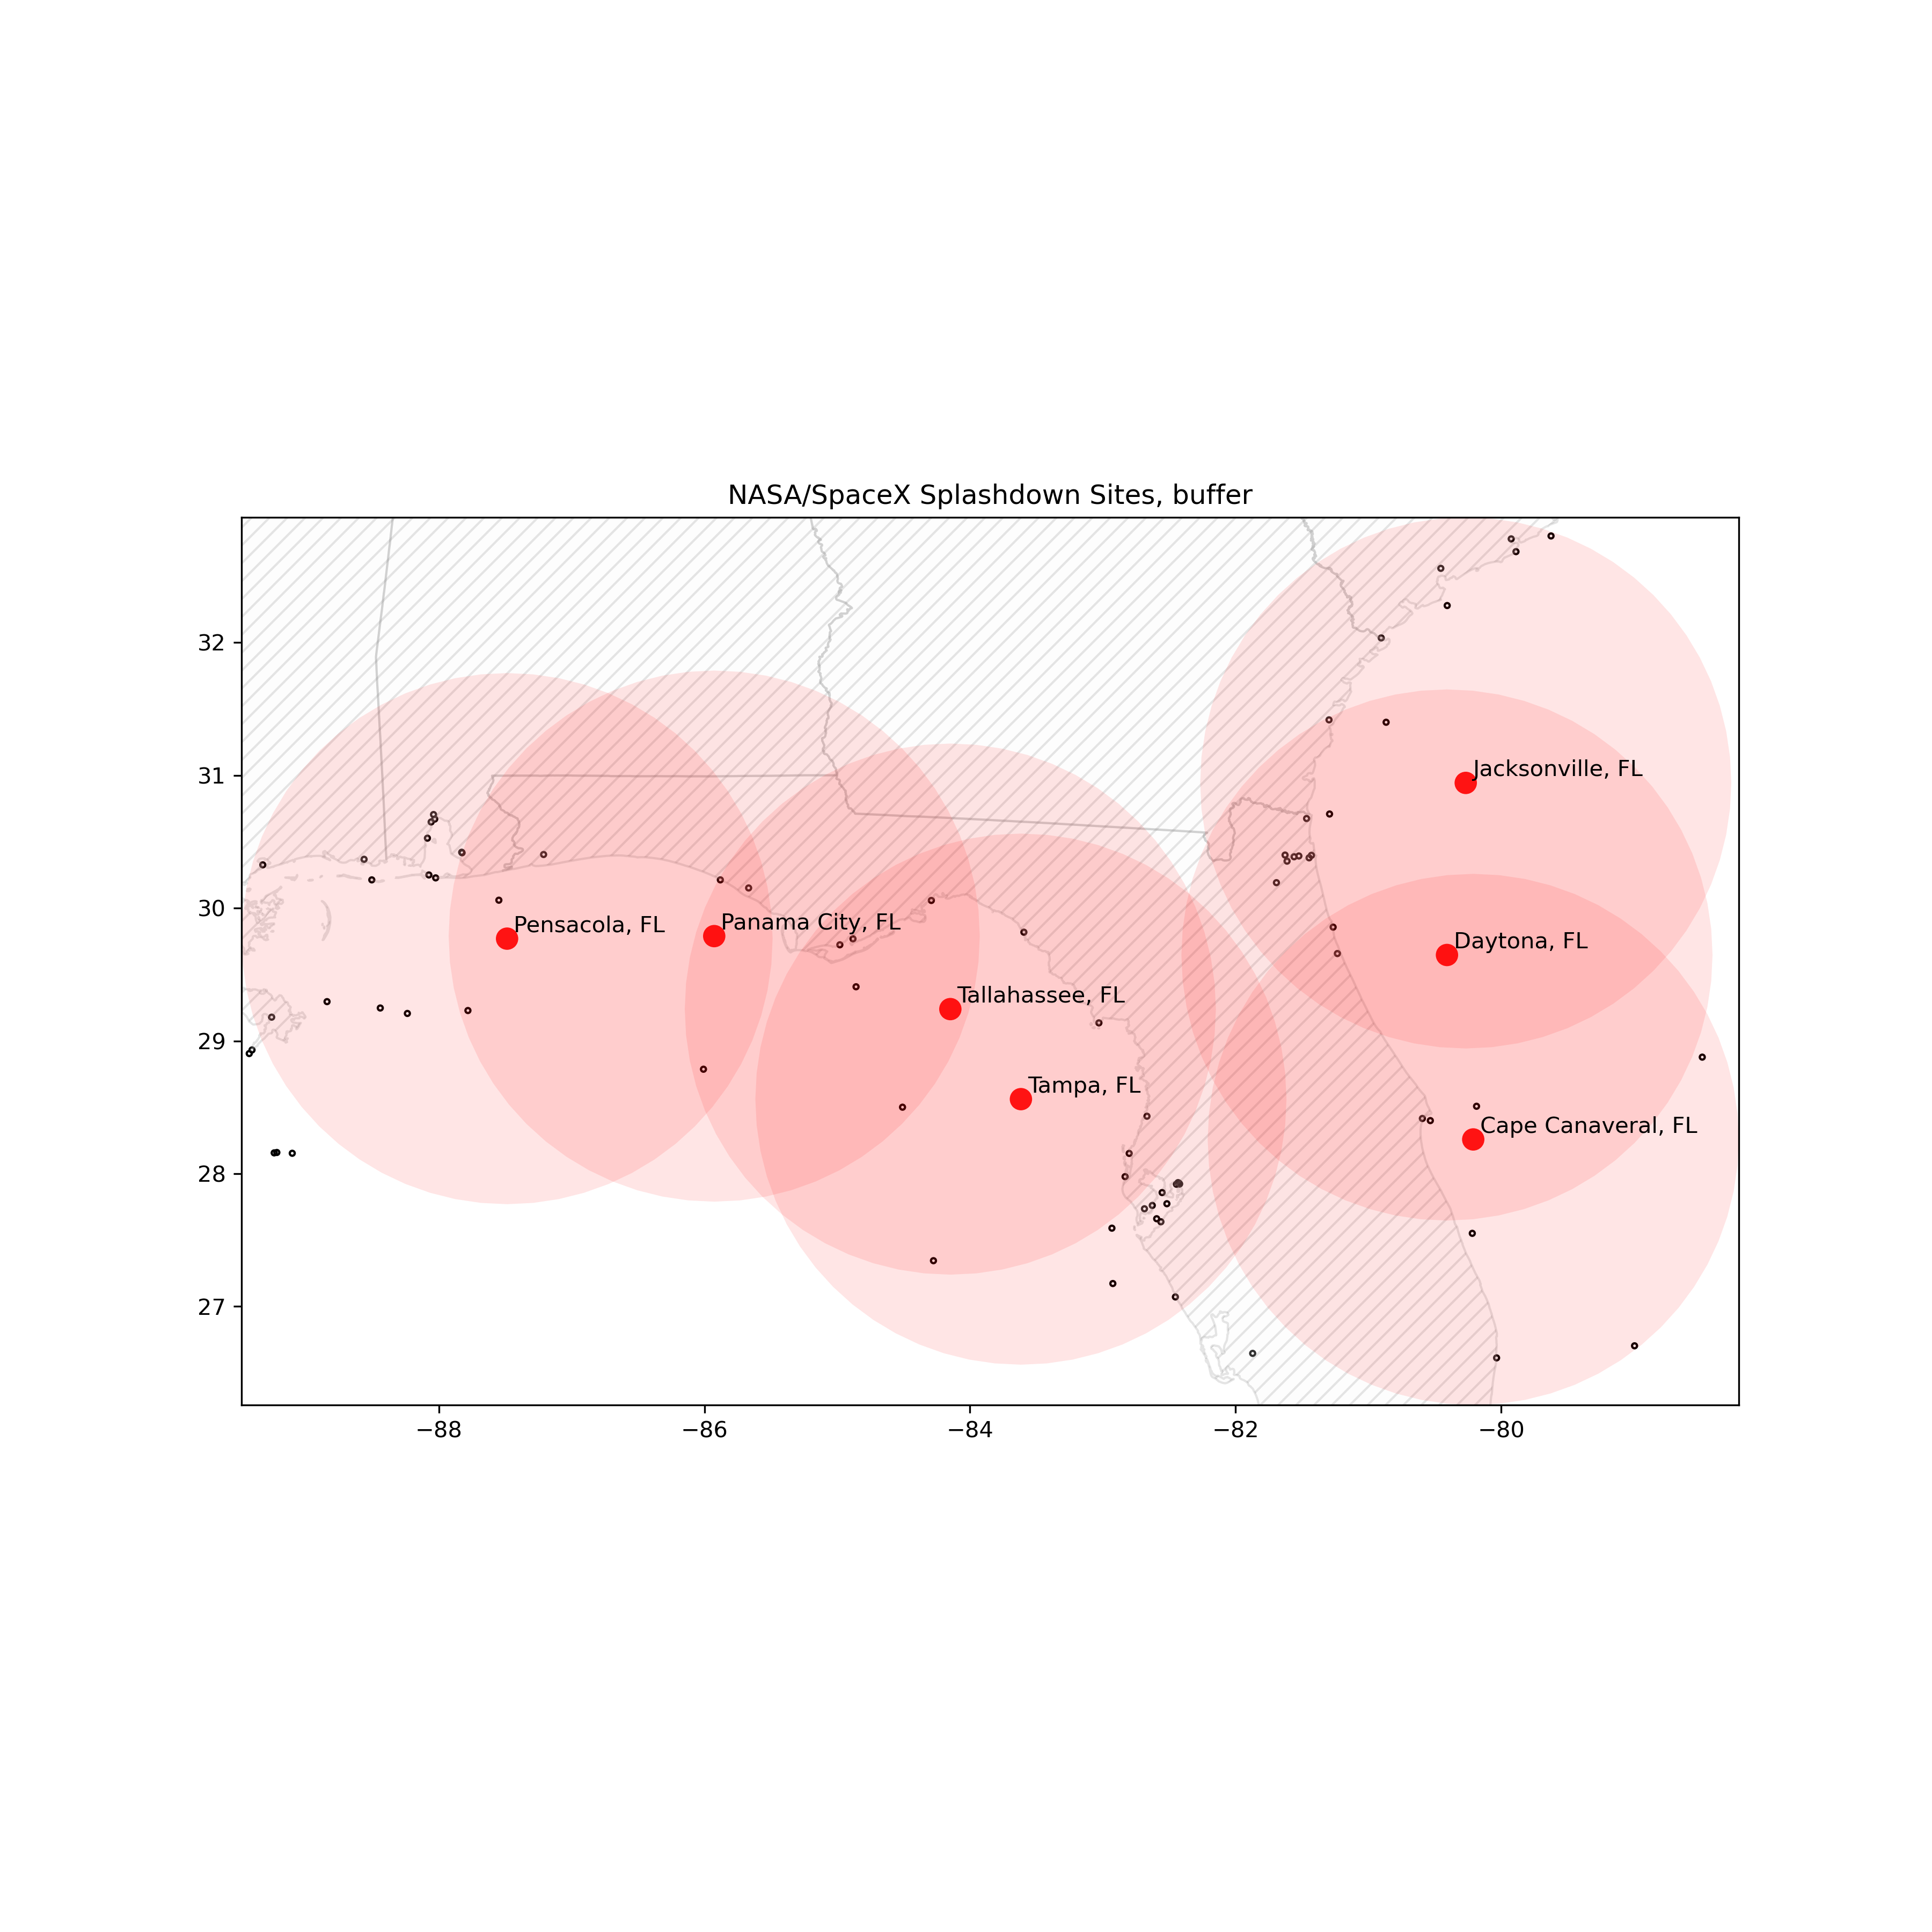 NASA/SpaceX Splashdown Sites, buffer
32
31
30
29
28
27
Jacksonville, FL
Pensacola, FL
Panama City, FL
Daytona, FL
Tallahassee, FL
Tampa, FL
Cape Canaveral, FL
−88
−86
−84
−82
−80